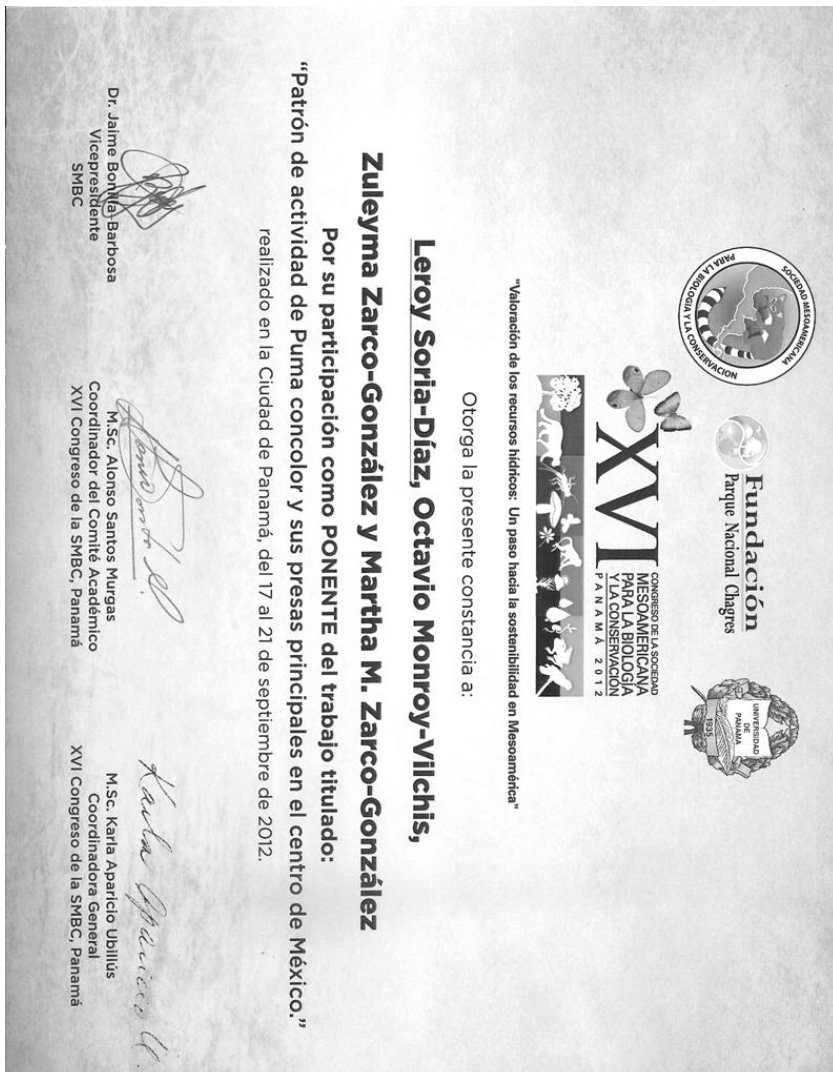 SOCIEDAD MESOAMERICANA
PARA LA BIOLOGIA Y LA CONSERVACION
Fundación
Parque Nacional Chagres
UNIVERSIDAD
DE
PANAMA
1935
XVI
CONGRESO DE LA SOCIEDAD
MESOAMERICANA
PARA LA BIOLOGÍA
Y LA CONSERVACIÓN
PANAMÁ 2012
"Valoración de los recursos hídricos: Un paso hacia la sostenibilidad en Mesoamérica"
Otorga la presente constancia a:
Leroy Soria-Díaz, Octavio Monroy-Vilchis,
Zuleyma Zarco-González y Martha M. Zarco-González
Por su participación como PONENTE del trabajo titulado:
"Patrón de actividad de Puma concolor y sus presas principales en el centro de México."
realizado en la Ciudad de Panamá, del 17 al 21 de septiembre de 2012.
Dr. Jaime Bonilla-Barbosa
Vicepresidente
SMBC
M.Sc. Alonso Santos Murgas
Coordinador del Comité Académico
XVI Congreso de la SMBC, Panamá
Karla Aparicio U.
M.Sc. Karla Aparicio Ubillús
Coordinadora General
XVI Congreso de la SMBC, Panamá